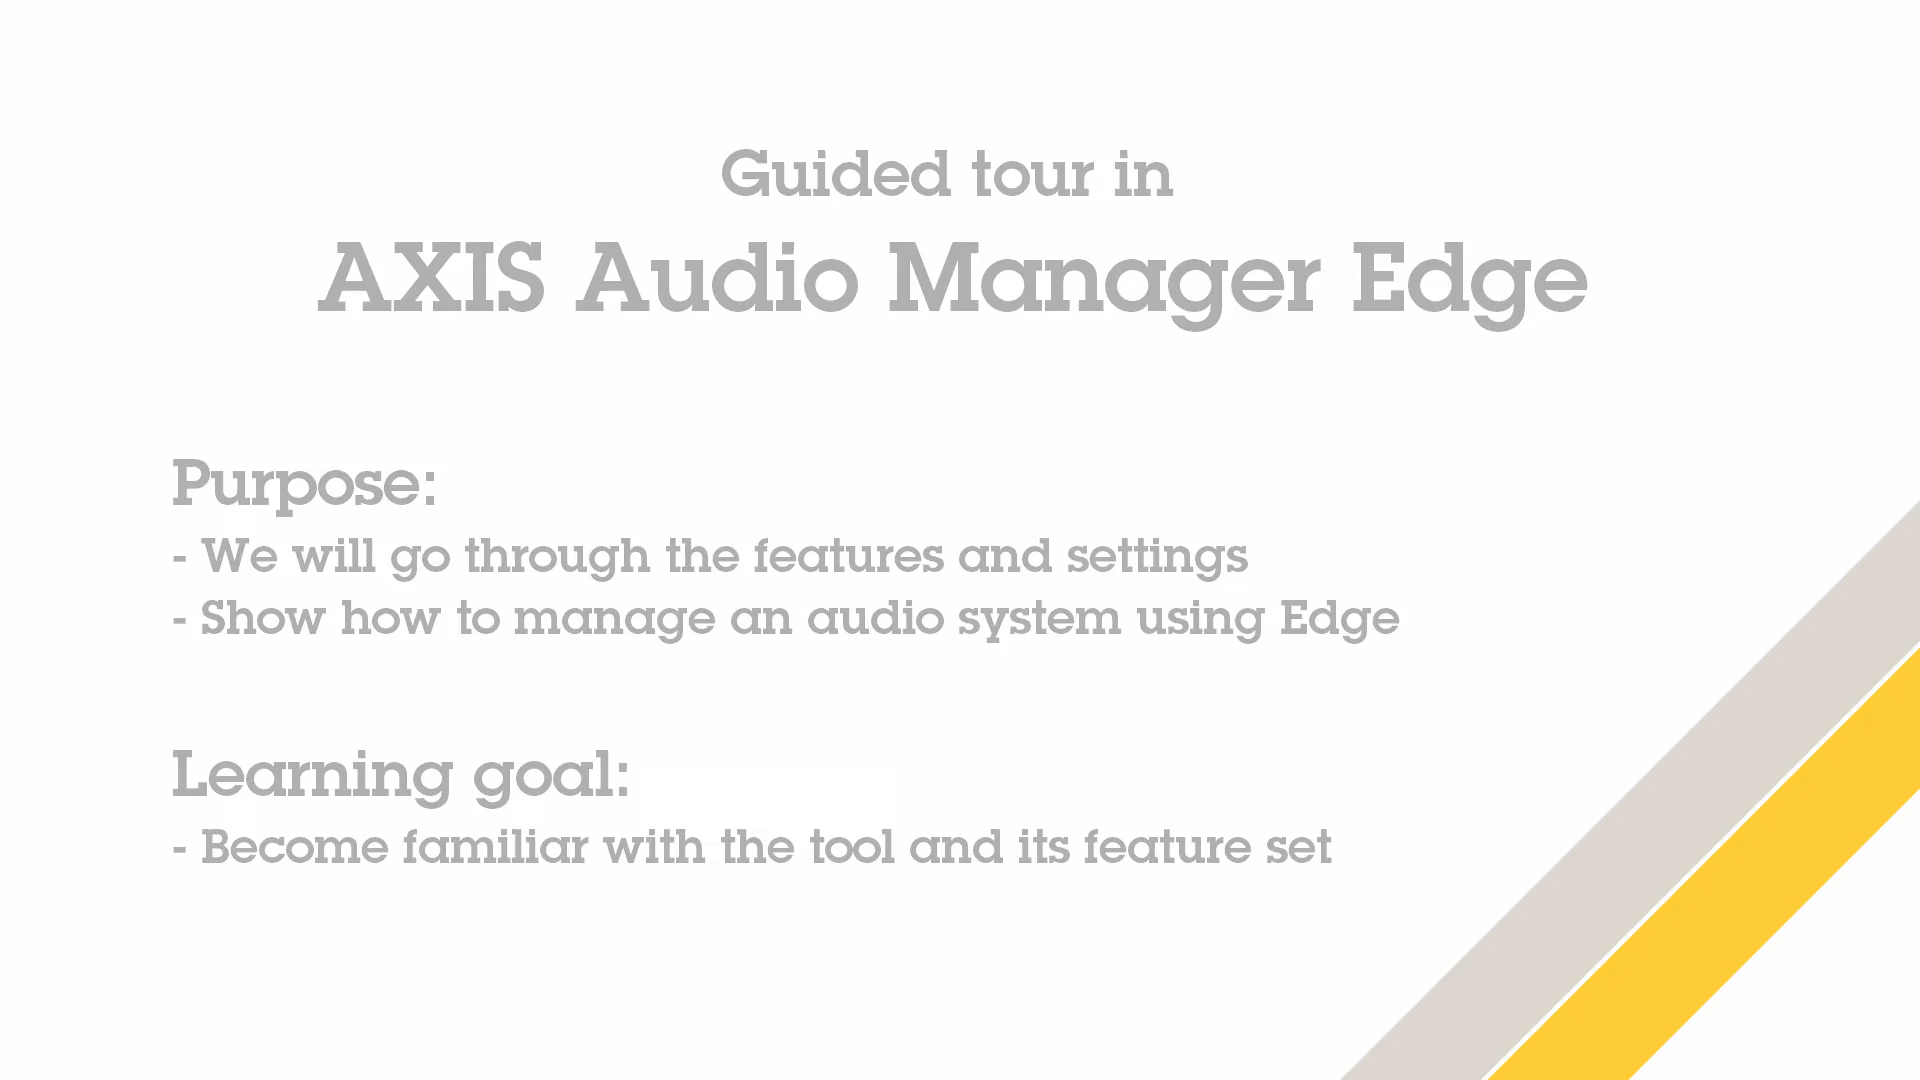 Guided tour in
AXIS Audio Manager Edge
Purpose:
- We will go through the features and settings
- Show how to manage an audio system using Edge
Learning goal:
- Become familiar with the tool and its feature set